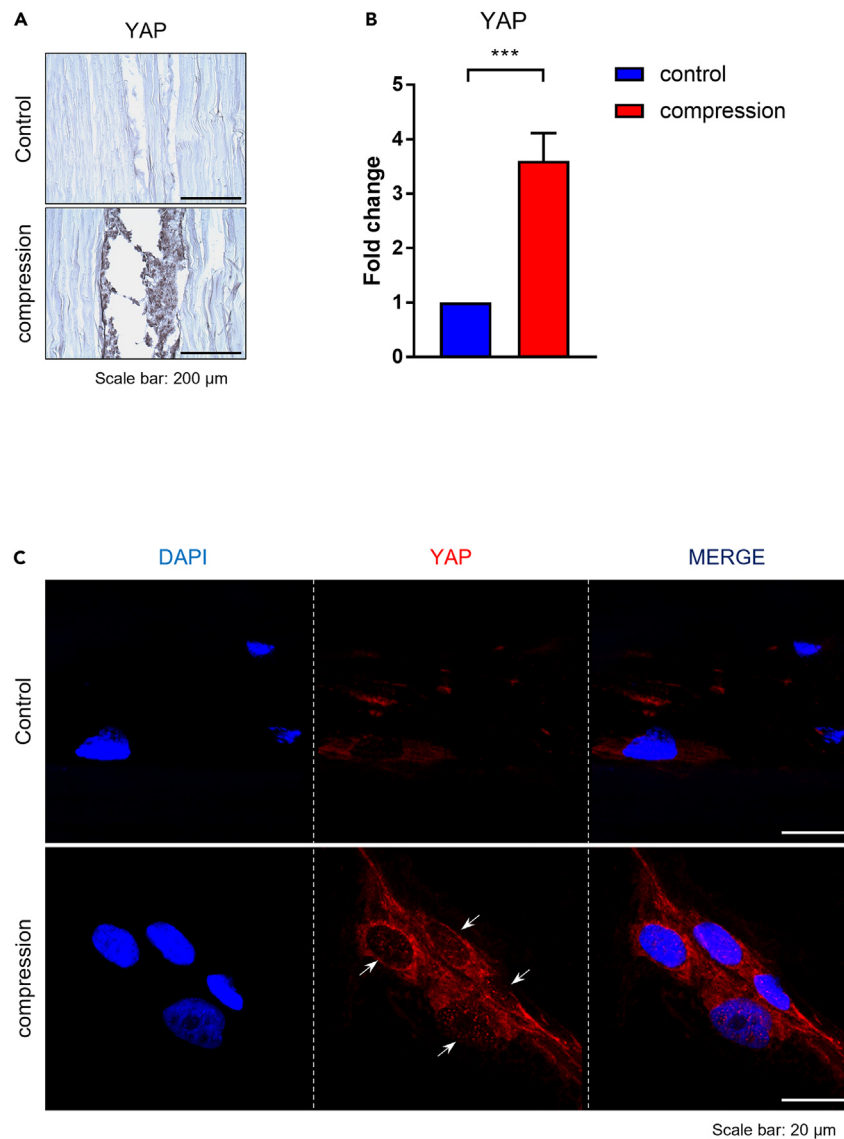 A
YAP
Control
compression
Scale bar: 200 µm
B
YAP
***
Fold change
5
4
3
2
1
0
control
compression
C
DAPI
YAP
MERGE
Control
compression
Scale bar: 20 µm